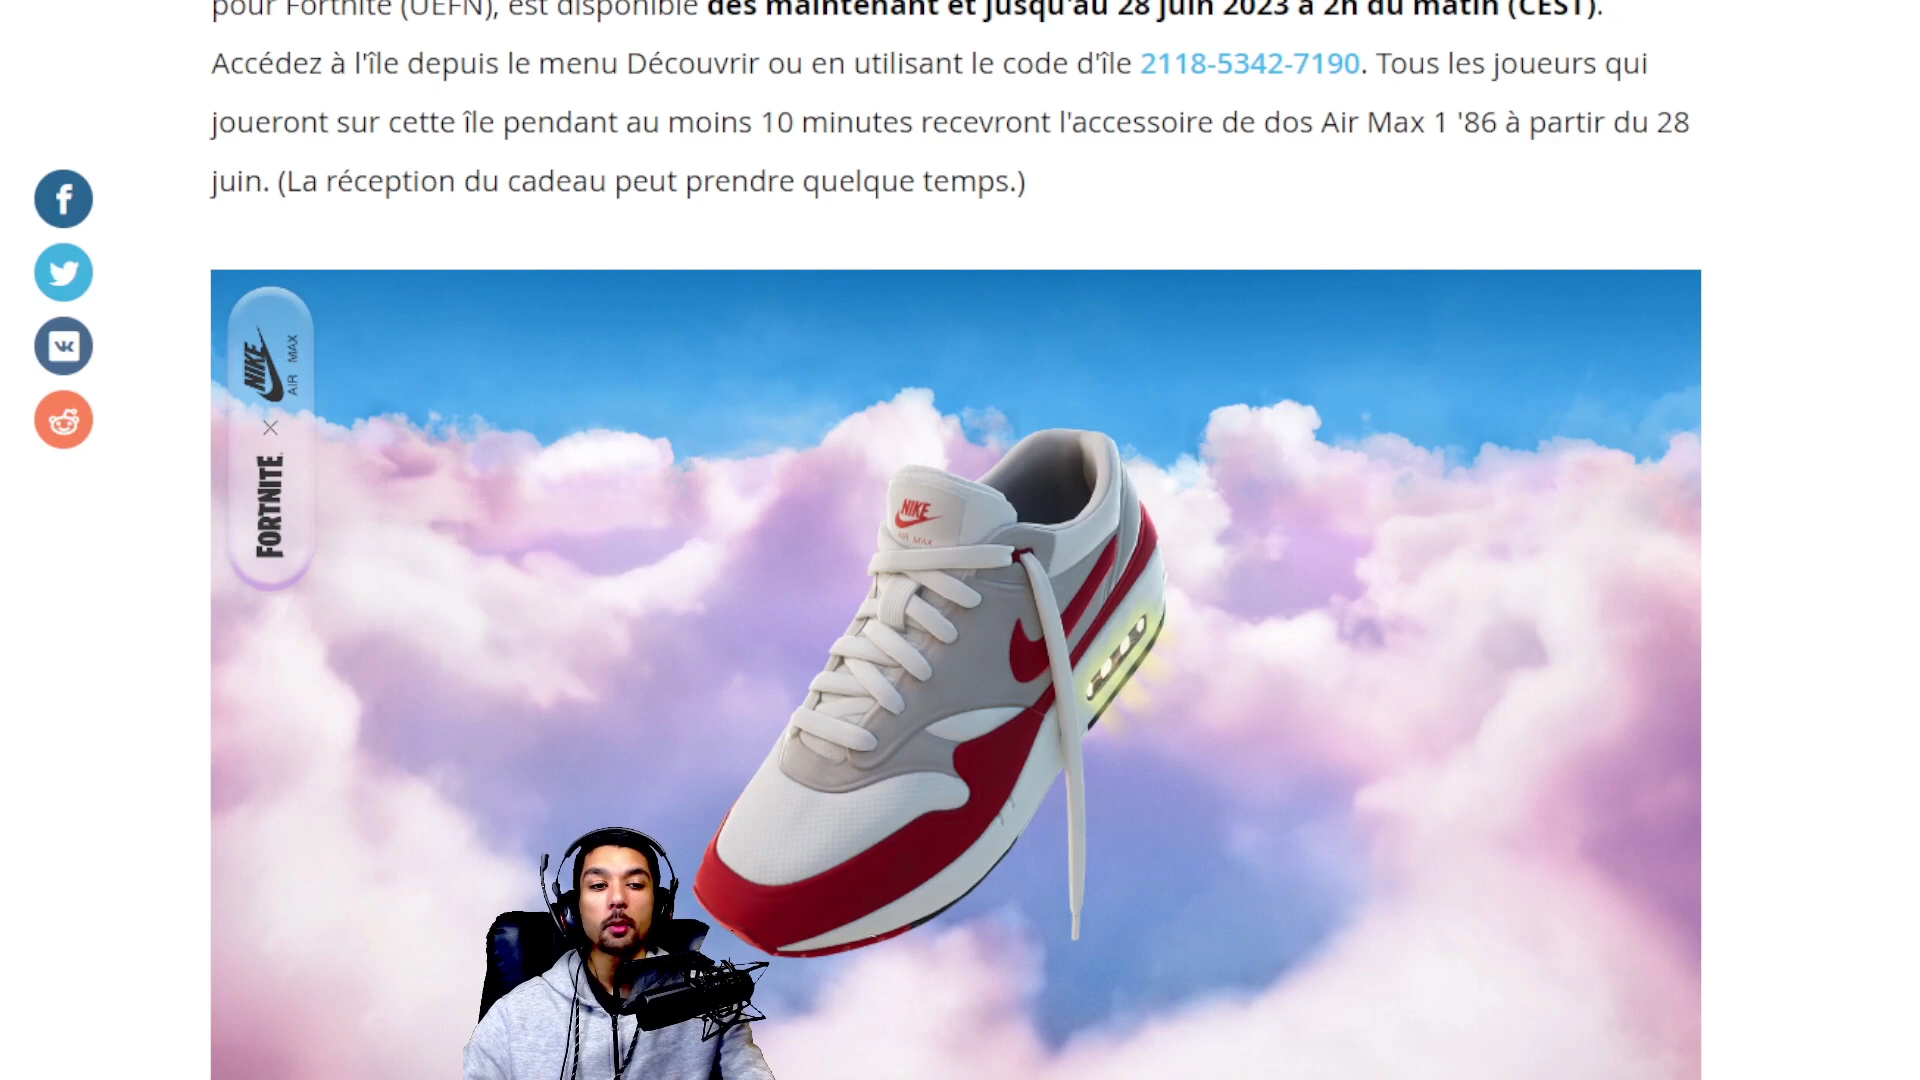 pour Fortnite (UEFN), est disponible dès maintenant et jusqu'au 28 juin 2023 à 2h du matin (CEST).
Accédez à l'île depuis le menu Découvrir ou en utilisant le code d'île 2118-5342-7190. Tous les joueurs qui
joueront sur cette île pendant au moins 10 minutes recevront l'accessoire de dos Air Max 1 '86 à partir du 28
juin. (La réception du cadeau peut prendre quelque temps.)
FORTNITE × NIKE
AIR MAX
NIKE
AIR MAX